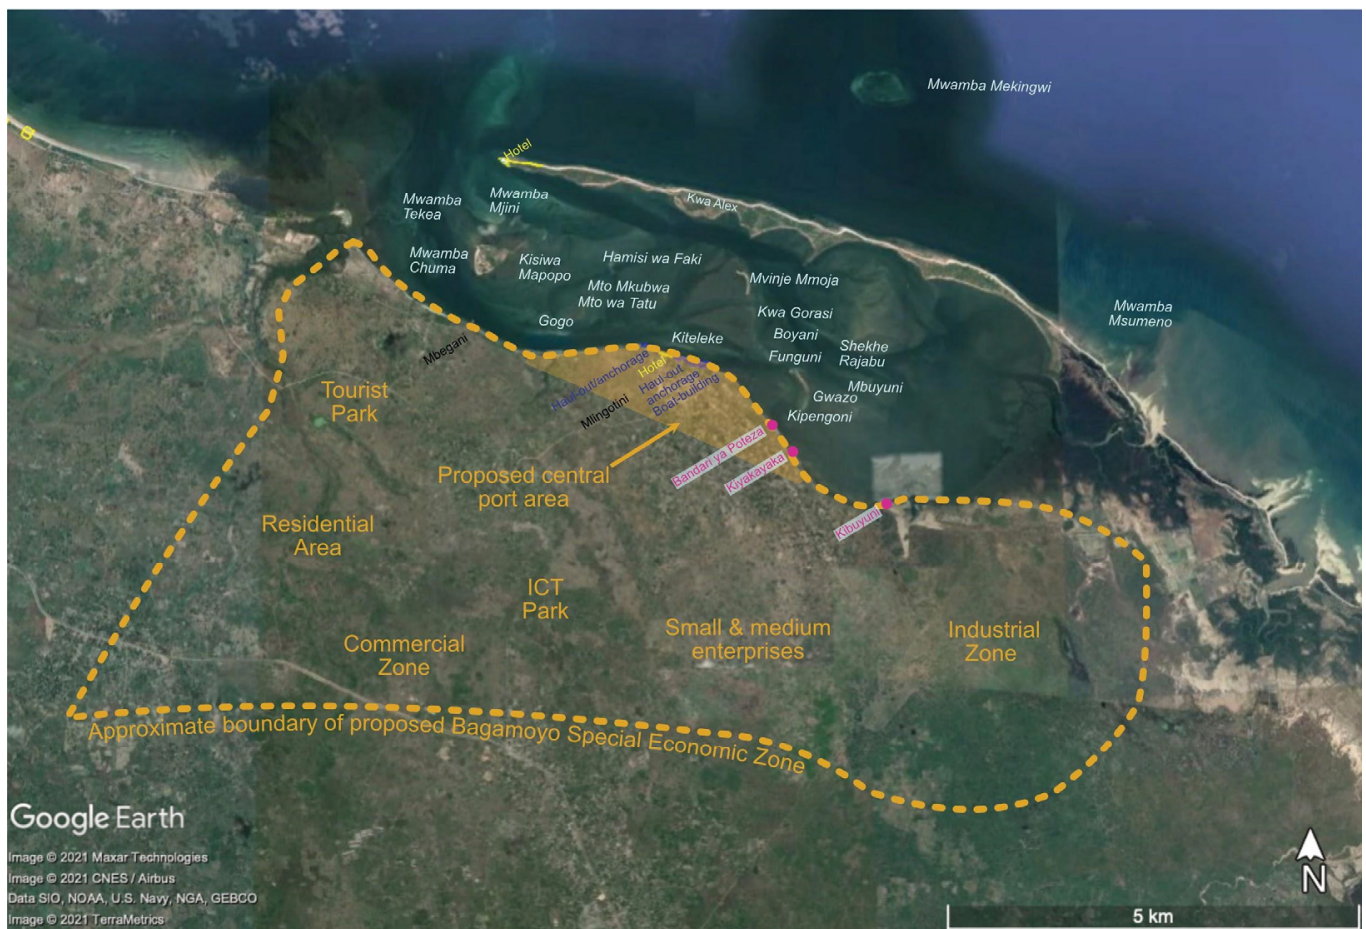 Mwamba Mekingwi
Hotel
Mwamba
Tekea
Mwamba
Mjini
Kwa Alex
Mwamba
Chuma
Kisiwa
Mapopo
Hamisi wa Faki
Mvinje Mmoja
Mto Mkubwa
Mto wa Tatu
Kwa Gorasi
Mwamba
Msumeno
Gogo
Kiteleke
Boyani
Shekhe
Rajabu
Funguni
Mbegani
Haul-out/anchorage
Hotel
Haul-out
anchorage
Boat-building
Mbuyuni
Gwazo
Kipengoni
Tourist
Park
Mlingotini
Bandari ya Poteza
Kiyakayaka
Kibuyuni
Proposed central
port area
Residential
Area
ICT
Park
Commercial
Zone
Small & medium
enterprises
Industrial
Zone
Approximate boundary of proposed Bagamoyo Special Economic Zone
Google Earth
Image © 2021 Maxar Technologies
Image © 2021 CNES / Airbus
Data SIO, NOAA, U.S. Navy, NGA, GEBCO
Image © 2021 TerraMetrics
N
5 km